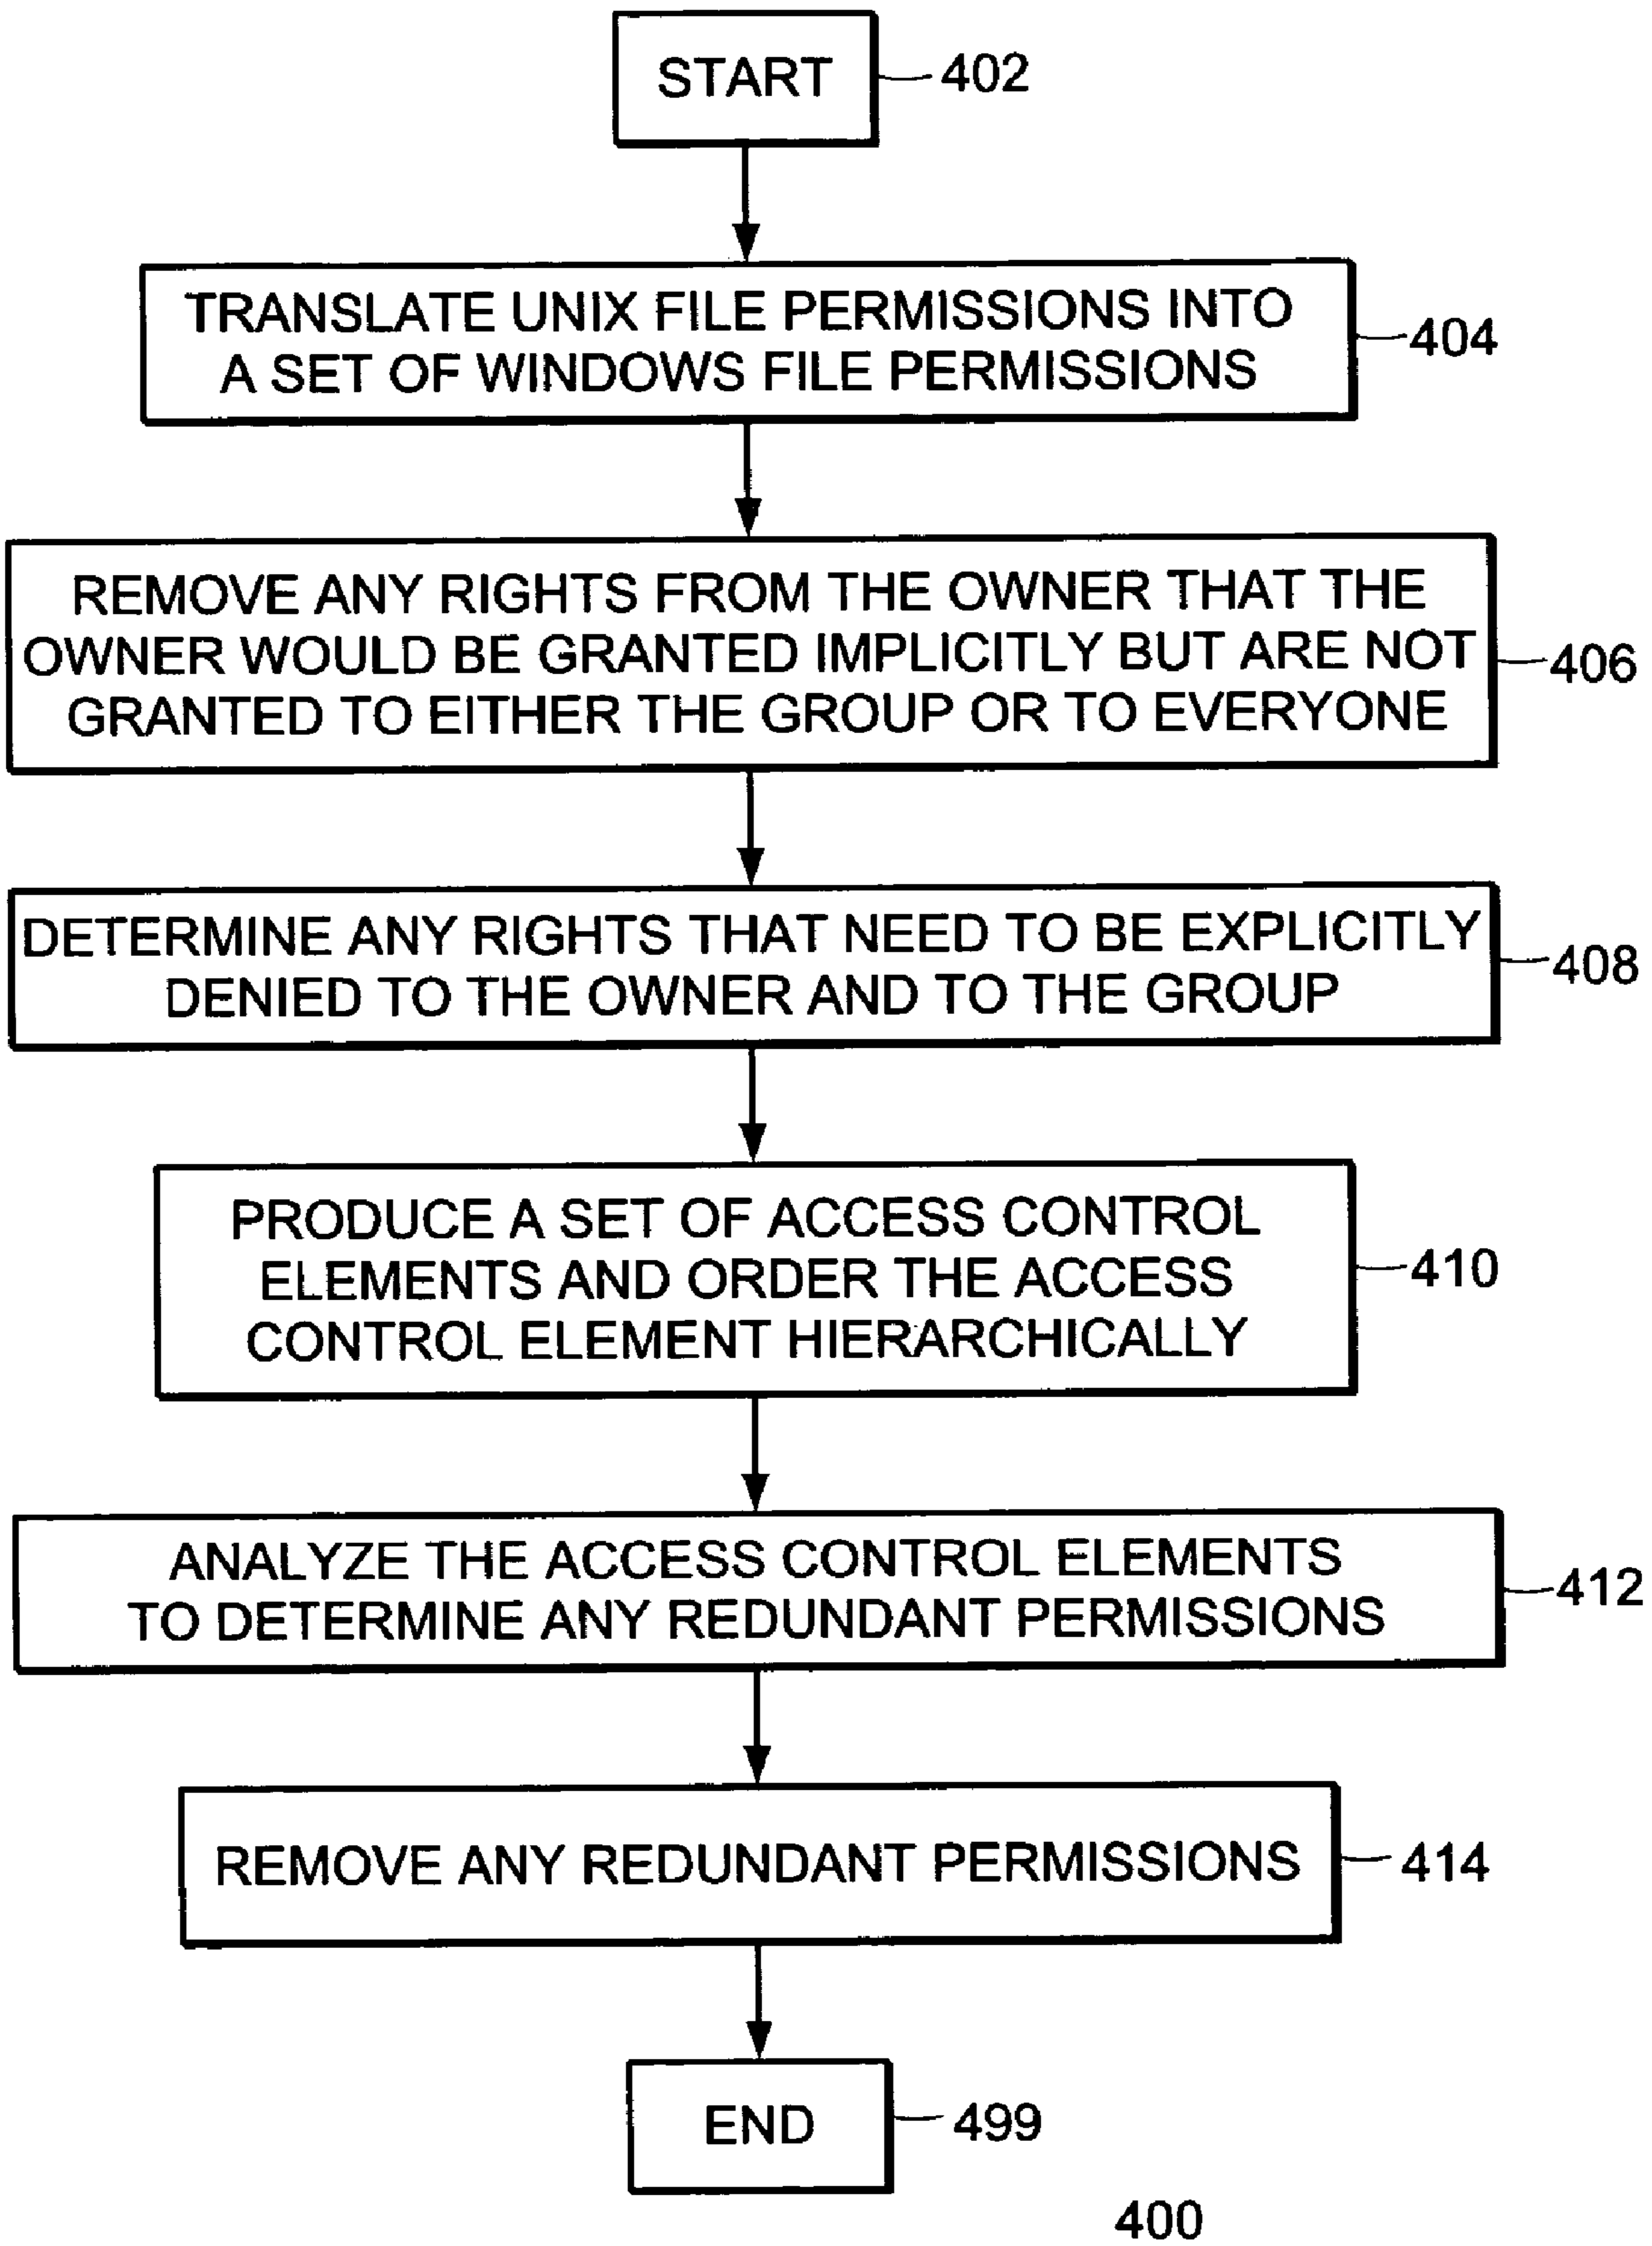 START
402
TRANSLATE UNIX FILE PERMISSIONS INTO
A SET OF WINDOWS FILE PERMISSIONS
404
REMOVE ANY RIGHTS FROM THE OWNER THAT THE
OWNER WOULD BE GRANTED IMPLICITLY BUT ARE NOT
GRANTED TO EITHER THE GROUP OR TO EVERYONE
406
DETERMINE ANY RIGHTS THAT NEED TO BE EXPLICITLY
DENIED TO THE OWNER AND TO THE GROUP
408
PRODUCE A SET OF ACCESS CONTROL
ELEMENTS AND ORDER THE ACCESS
CONTROL ELEMENT HIERARCHICALLY
410
ANALYZE THE ACCESS CONTROL ELEMENTS
TO DETERMINE ANY REDUNDANT PERMISSIONS
412
REMOVE ANY REDUNDANT PERMISSIONS
414
END
499
400